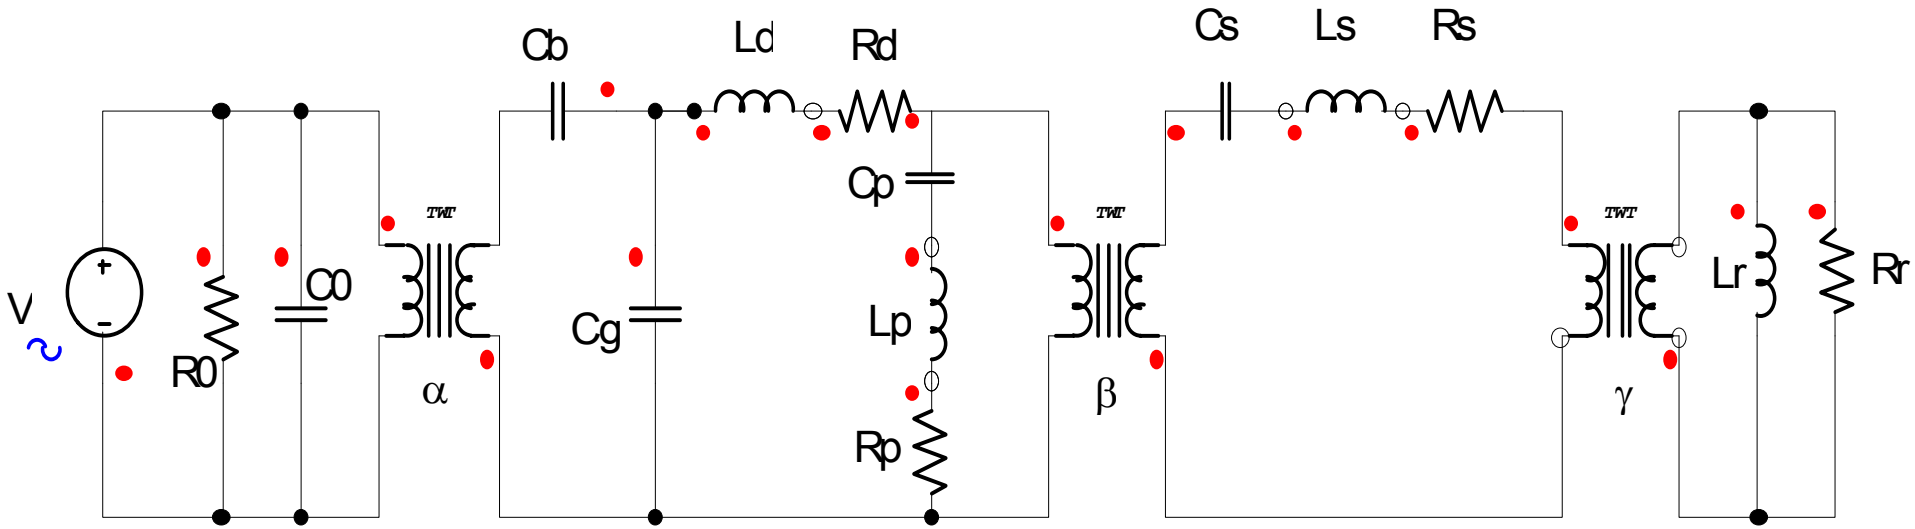 Cb
Ld
Rd
Cs
Ls
Rs
Cp
TWT
TWT
TWT
V
C0
R0
Cg
Lp
Lr
Rr
α
β
γ
Rp